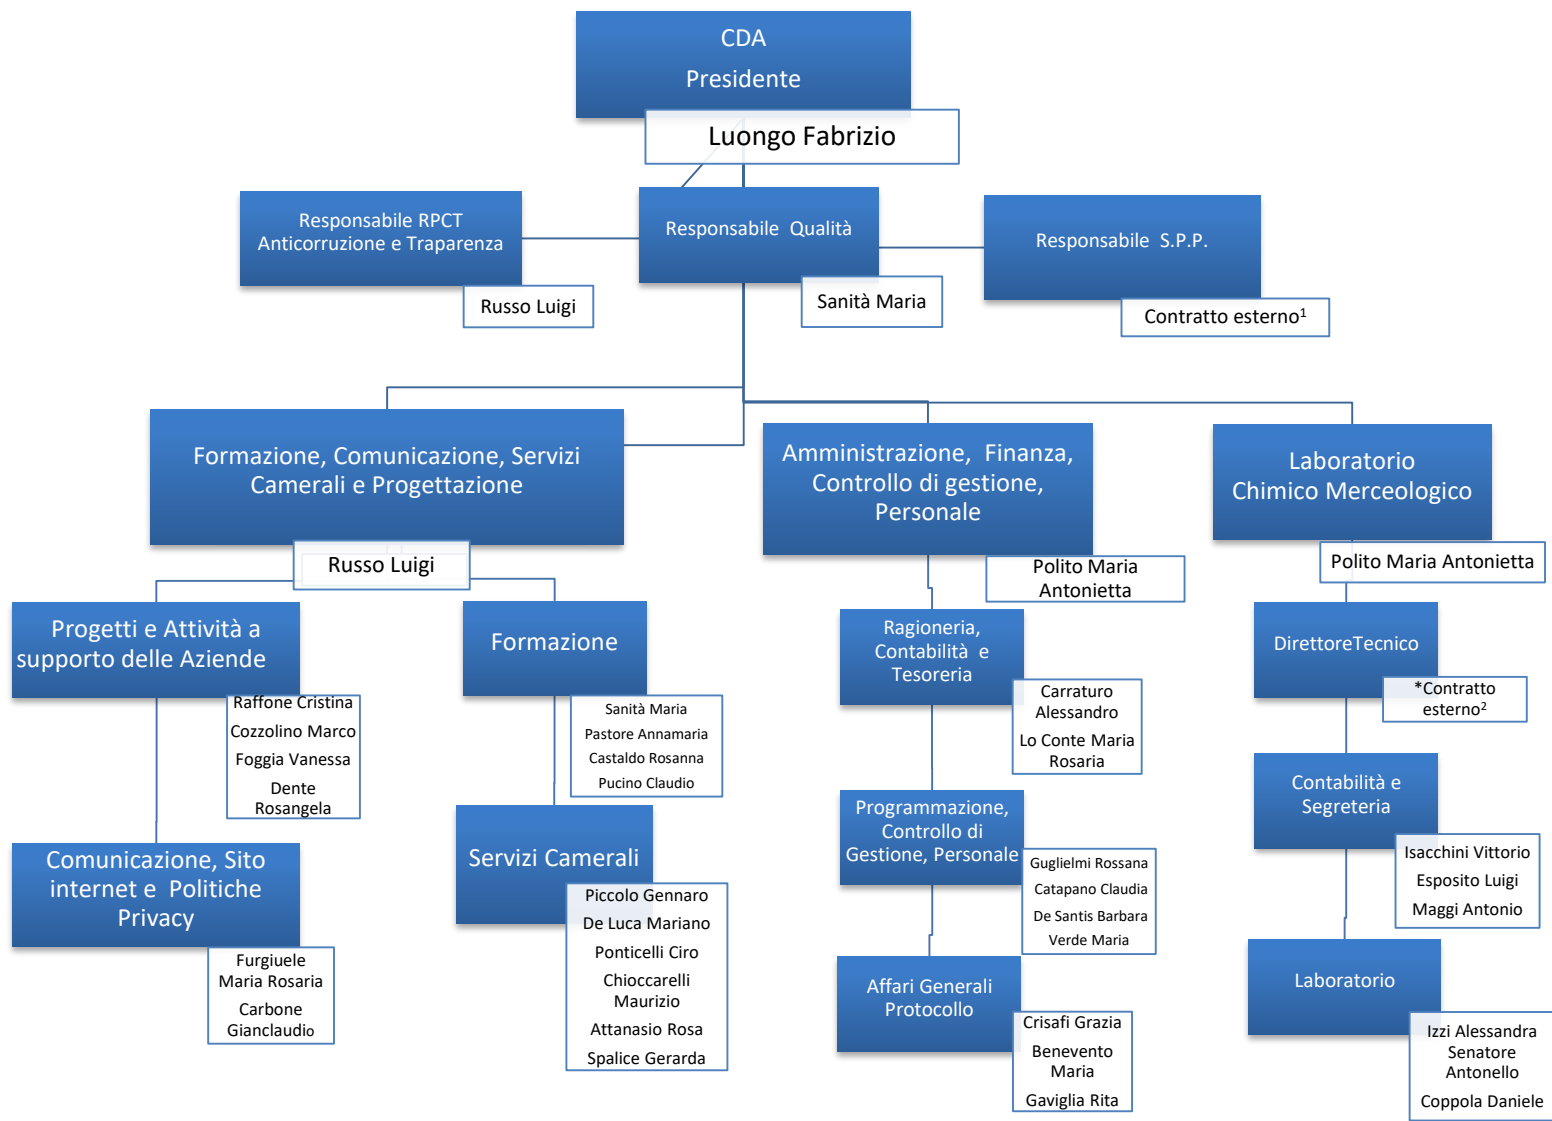 CDA
Presidente
Luongo Fabrizio
Responsabile RPCT
Anticorruzione e Traparenza
Russo Luigi
Responsabile Qualità
Sanità Maria
Responsabile S.P.P.
Contratto esterno¹
Formazione, Comunicazione, Servizi
Camerali e Progettazione
Russo Luigi
Amministrazione, Finanza,
Controllo di gestione,
Personale
Polito Maria
Antonietta
Laboratorio
Chimico Merceologico
Polito Maria Antonietta
Progetti e Attività a
supporto delle Aziende
Raffone Cristina
Cozzolino Marco
Foggia Vanessa
Dente
Rosangela
Formazione
Sanità Maria
Pastore Annamaria
Castaldo Rosanna
Pucino Claudio
Ragioneria,
Contabilità e
Tesoreria
Carraturo
Alessandro
Lo Conte Maria
Rosaria
DirettoreTecnico
*Contratto
esterno²
Comunicazione, Sito
internet e Politiche
Privacy
Furgiuele
Maria Rosaria
Carbone
Gianclaudio
Servizi Camerali
Piccolo Gennaro
De Luca Mariano
Ponticelli Ciro
Chioccarelli
Maurizio
Attanasio Rosa
Spalice Gerarda
Programmazione,
Controllo di
Gestione, Personale
Guglielmi Rossana
Catapano Claudia
De Santis Barbara
Verde Maria
Contabilità e
Segreteria
Isacchini Vittorio
Esposito Luigi
Maggi Antonio
Affari Generali
Protocollo
Crisafi Grazia
Benevento
Maria
Gaviglia Rita
Laboratorio
Izzi Alessandra
Senatore
Antonello
Coppola Daniele